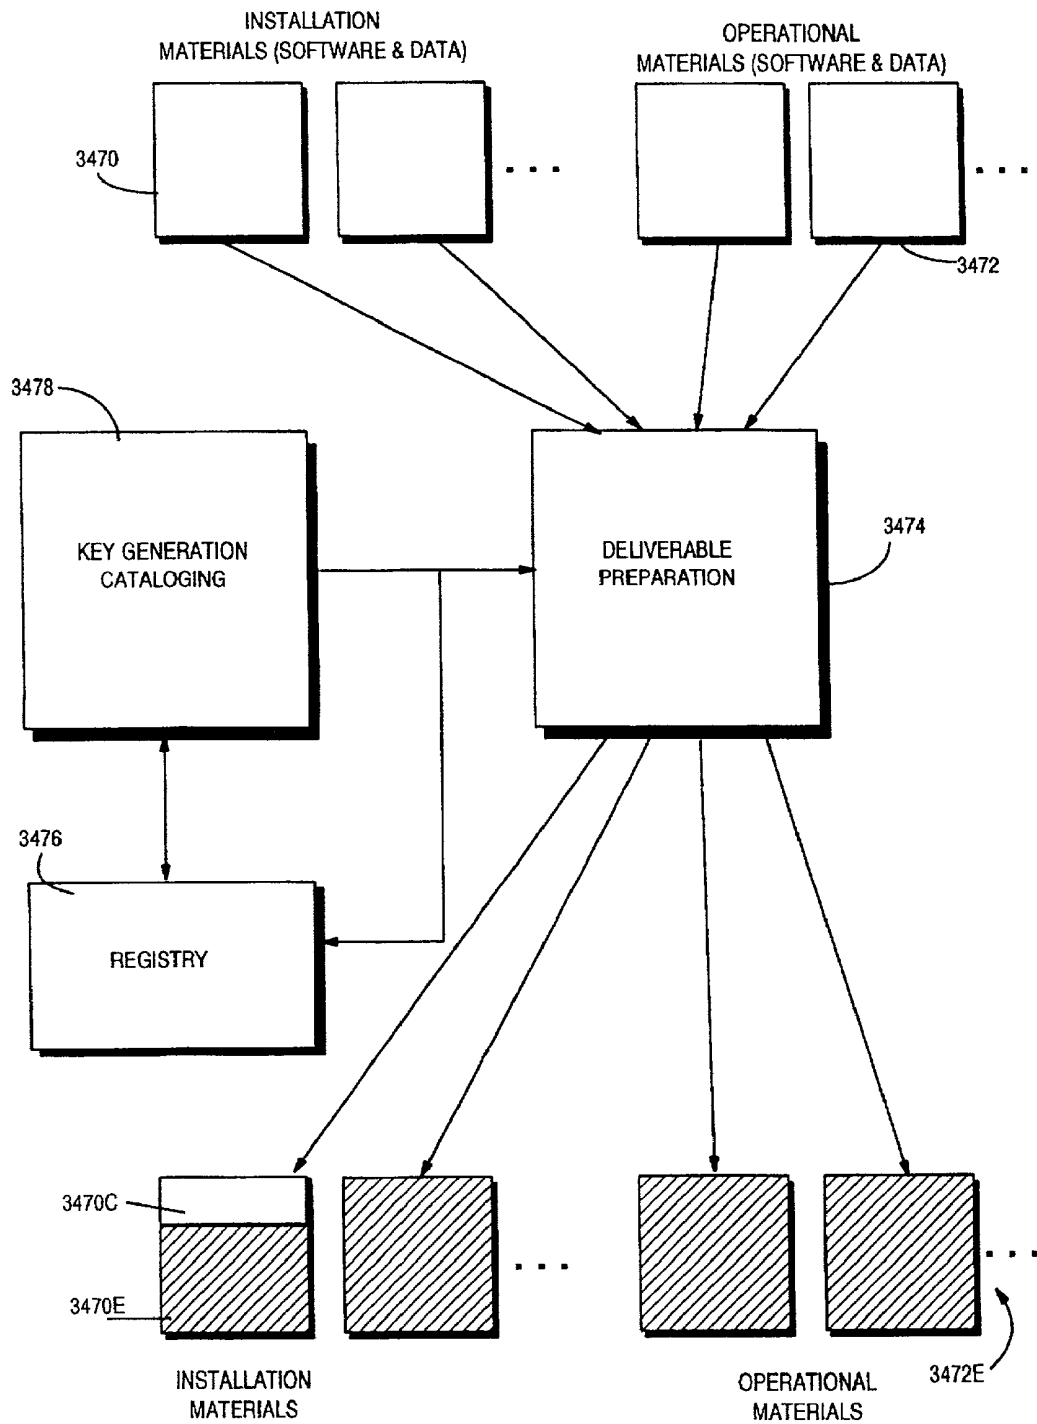 INSTALLATION
MATERIALS (SOFTWARE & DATA)
OPERATIONAL
MATERIALS (SOFTWARE & DATA)
3470
3472
3478
KEY GENERATION
CATALOGING
DELIVERABLE
PREPARATION
3474
3476
REGISTRY
3470C
3470E
3472E
INSTALLATION
MATERIALS
OPERATIONAL
MATERIALS